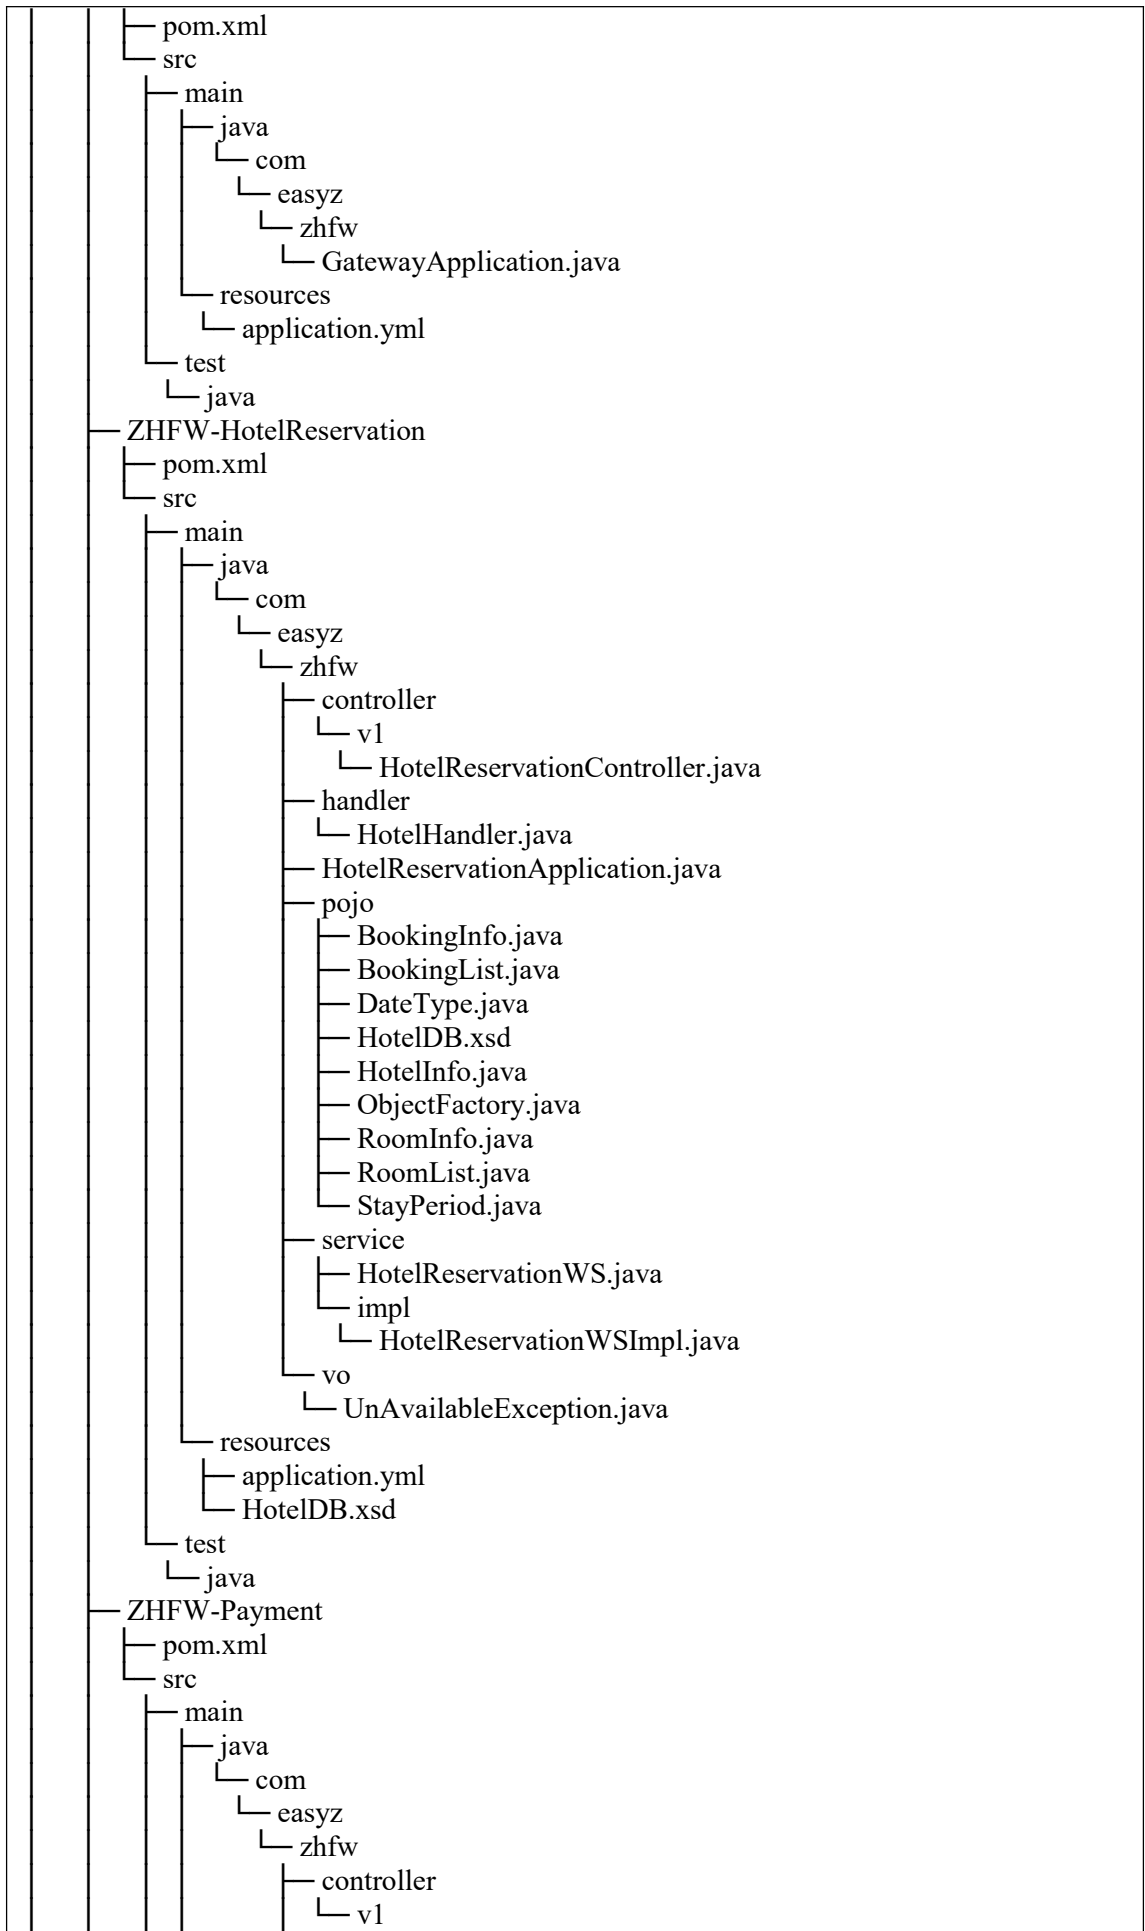 pom.xml
src
main
java
com
easyz
zhfw
GatewayApplication.java
resources
application.yml
test
java
ZHFW-HotelReservation
pom.xml
src
main
java
com
easyz
zhfw
controller
v1
HotelReservationController.java
handler
HotelHandler.java
HotelReservationApplication.java
pojo
BookingInfo.java
BookingList.java
DateType.java
HotelDB.xsd
HotelInfo.java
ObjectFactory.java
RoomInfo.java
RoomList.java
StayPeriod.java
service
HotelReservationWS.java
impl
HotelReservationWSImpl.java
vo
UnAvailableException.java
resources
application.yml
HotelDB.xsd
test
java
ZHFW-Payment
pom.xml
src
main
java
com
easyz
zhfw
controller
v1